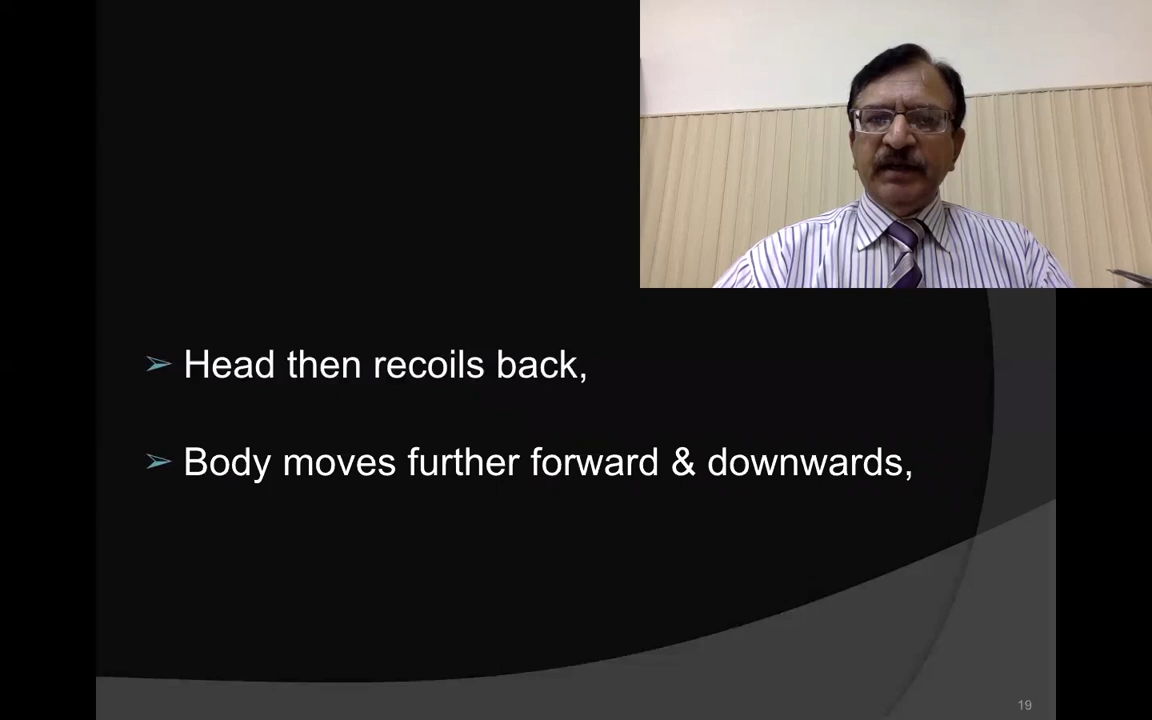 Head then recoils back,
Body moves further forward & downwards,
19